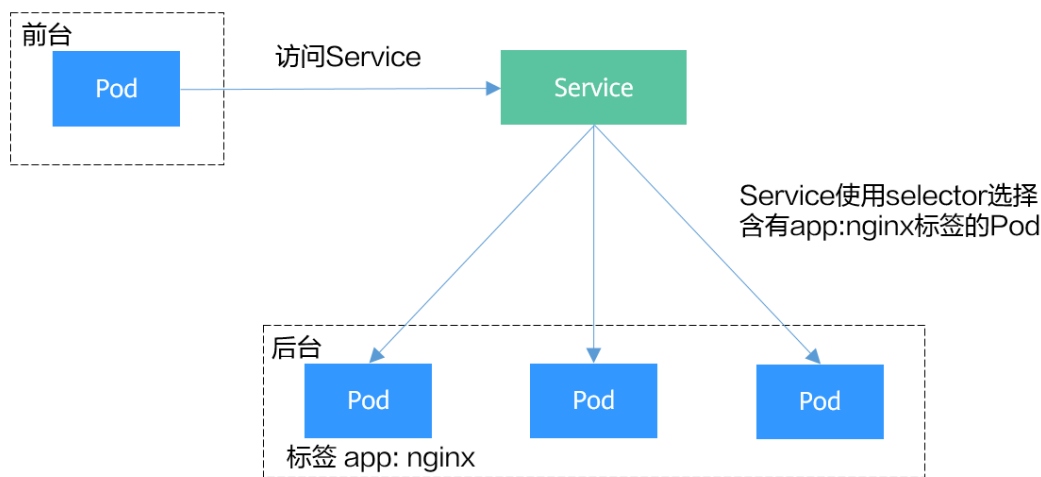 前台
Pod
访问Service
Service
Service使用selector选择
含有app:nginx标签的Pod
后台
Pod
Pod
Pod
标签 app: nginx